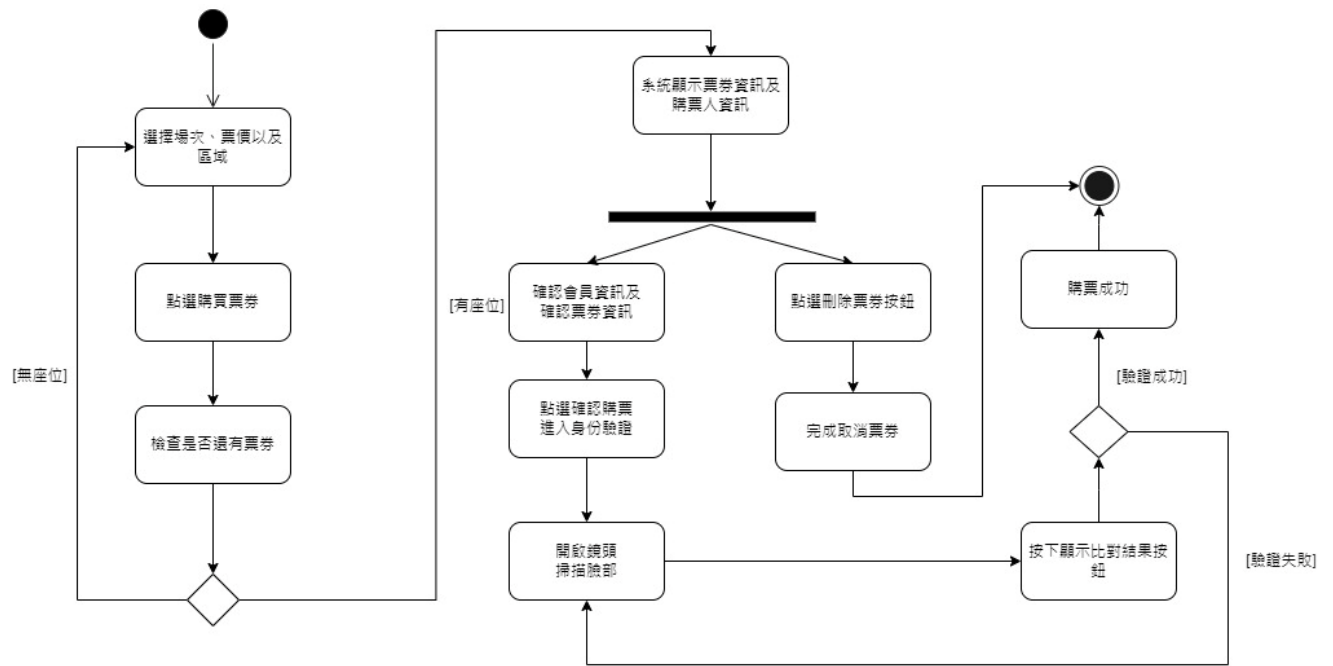 選擇場次、票價以及
區域
點選購買票券
檢查是否還有票券
[無座位]
[有座位]
系統顯示票券資訊及
購票人資訊
確認會員資訊及
確認票券資訊
點選確認購票
進入身份驗證
開啟鏡頭
掃描臉部
點選刪除票券按鈕
完成取消票券
按下顯示比對結果按
鈕
[驗證成功]
[驗證失敗]
購票成功